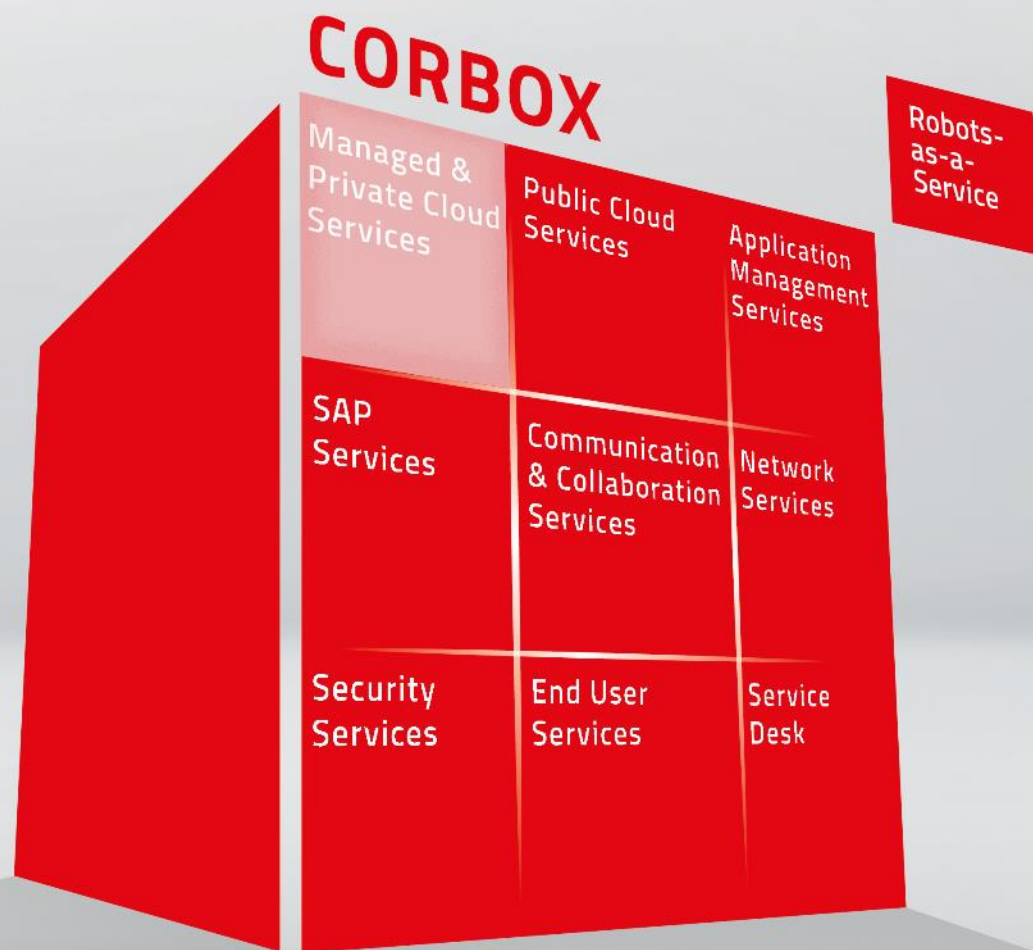 CORBOX
Managed &
Private Cloud
Services
Public Cloud
Services
Application
Management
Services
Robots-
as-a-
Service
SAP
Services
Communication
& Collaboration
Services
Network
Services
Security
Services
End User
Services
Service
Desk